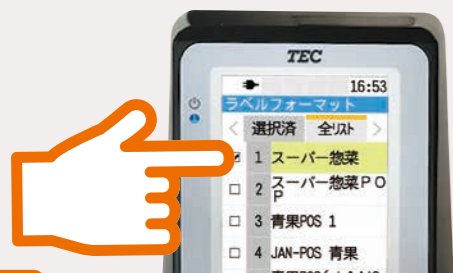 TEC
16:53
ラベルフォーマット
< 選択済 全リスト >
1 スーパー惣菜
2 スーパー惣菜PO
P
3 青果POS 1
4 JAN-POS 青果